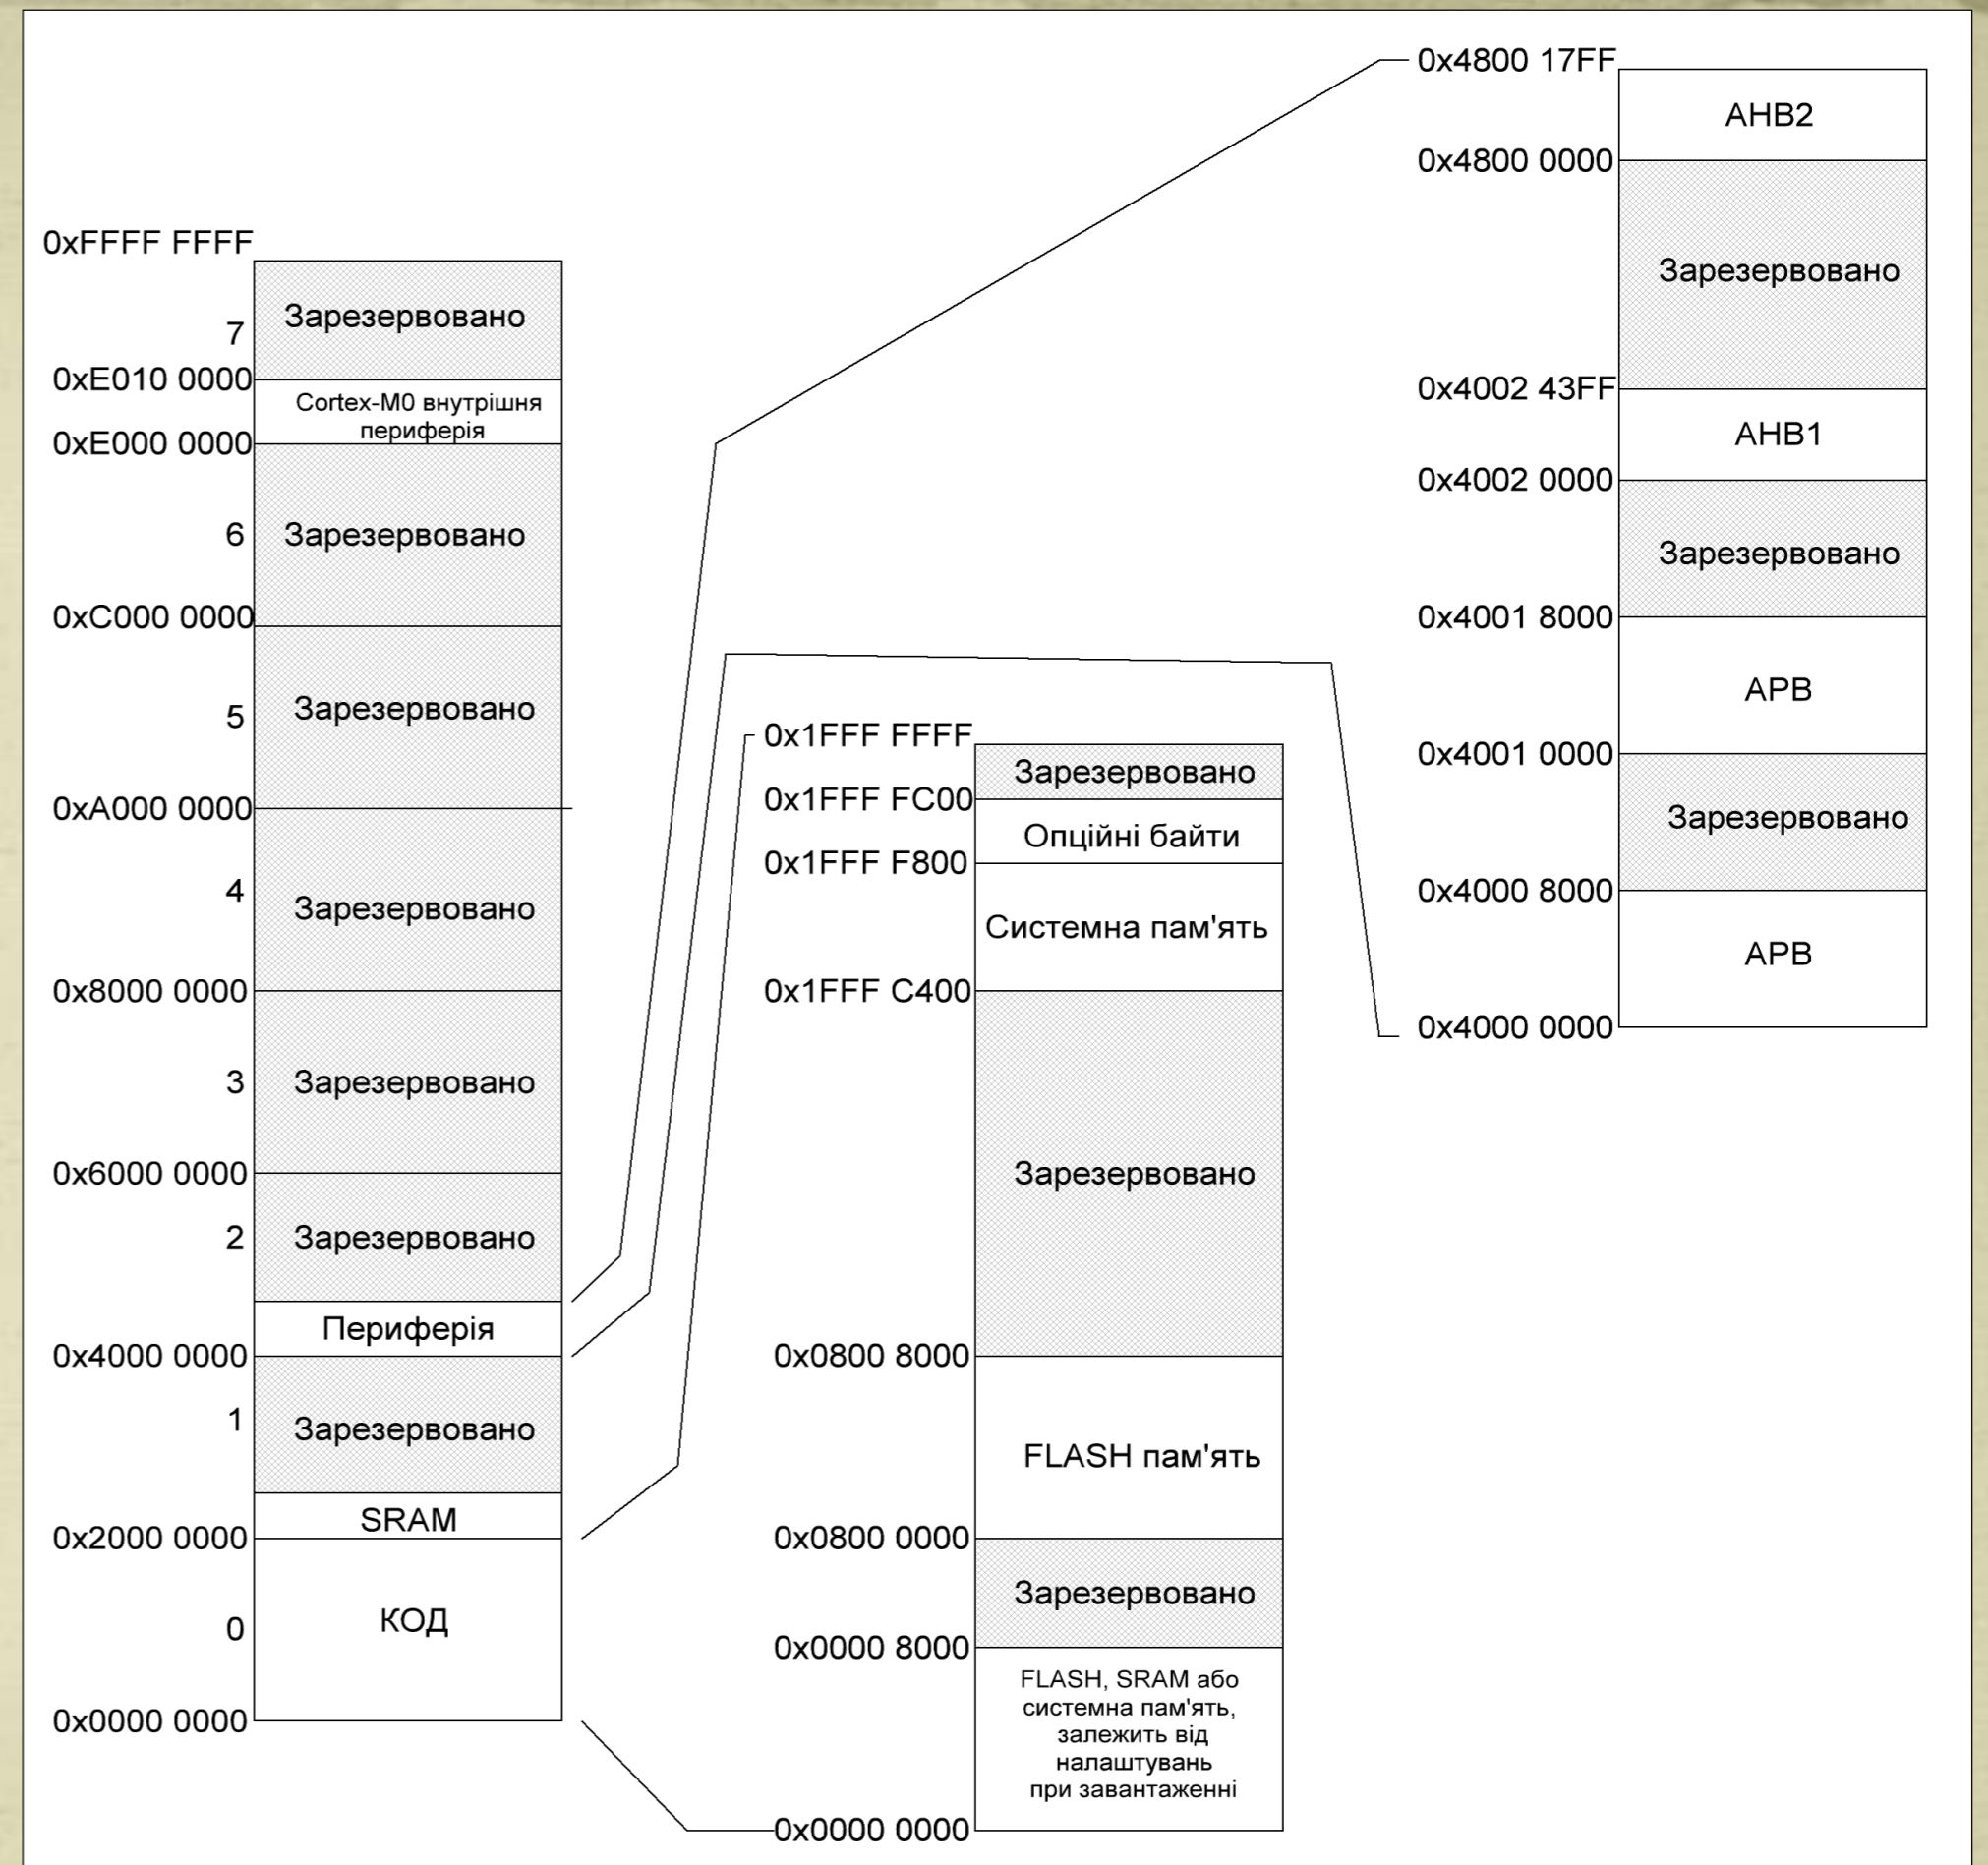 0xFFFF FFFF
Зарезервовано
7
0xE010 0000
Cortex-M0 внутрішня
периферія
0xE000 0000
6
Зарезервовано
0xC000 0000
5
Зарезервовано
0xA000 0000
4
Зарезервовано
0x8000 0000
3
Зарезервовано
0x6000 0000
2
Зарезервовано
Периферія
0x4000 0000
1
Зарезервовано
SRAM
0x2000 0000
0
КОД
0x0000 0000
0x1FFF FFFF
Зарезервовано
0x1FFF FC00
Опційні байти
0x1FFF F800
Системна пам'ять
0x1FFF C400
Зарезервовано
0x0800 8000
FLASH пам'ять
0x0800 0000
Зарезервовано
0x0000 8000
FLASH, SRAM або
системна пам'ять,
залежить від
налаштувань
при завантаженні
0x0000 0000
0x4800 17FF
AHB2
0x4800 0000
Зарезервовано
0x4002 43FF
AHB1
0x4002 0000
Зарезервовано
0x4001 8000
APB
0x4001 0000
Зарезервовано
0x4000 8000
APB
0x4000 0000